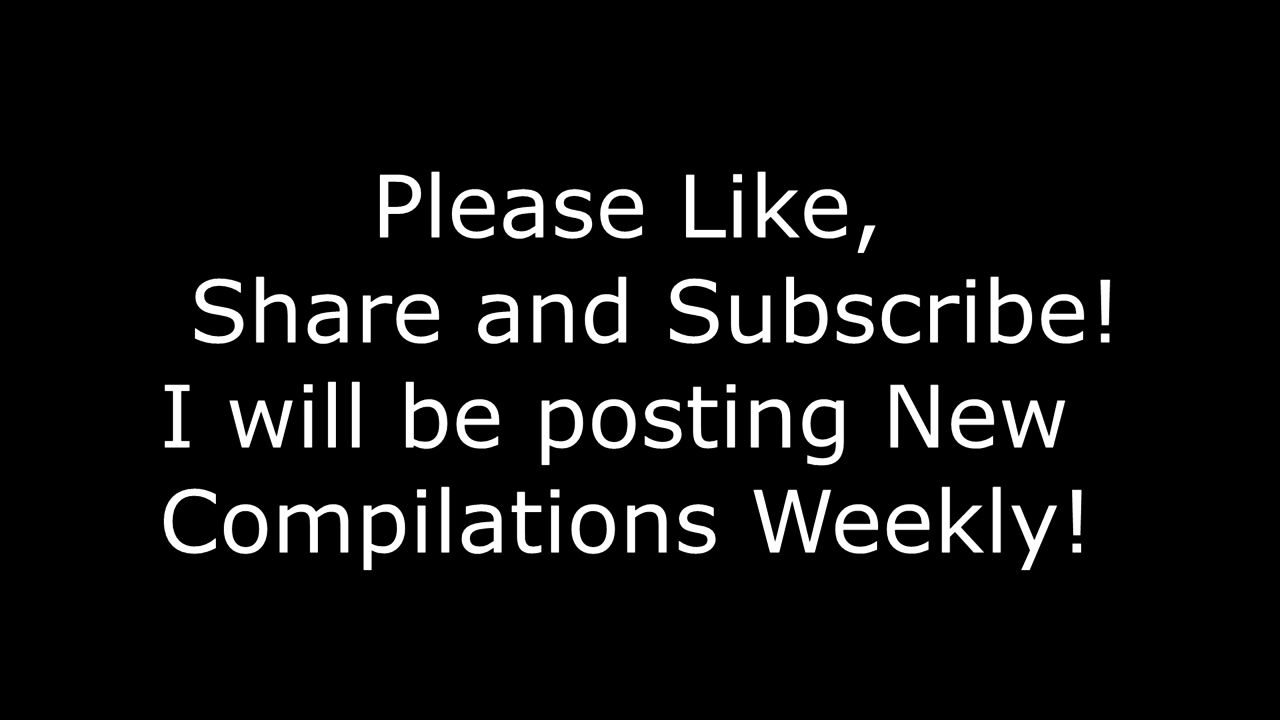 Please Like,
Share and Subscribe!
I will be posting New
Compilations Weekly!